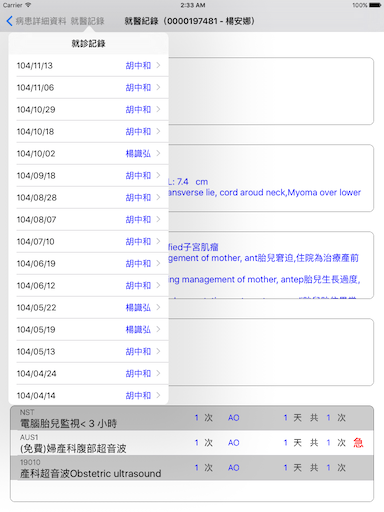 Carrier 2:33 AM 100%
病患詳細資料 就醫記錄 就醫紀錄（0000197481 - 楊安娜）
就診記錄
104/11/13 胡中和
104/11/06 胡中和
104/10/29 胡中和
104/10/18 胡中和
104/10/02 楊識弘
104/09/18 胡中和
104/08/28 胡中和
104/08/07 胡中和
104/07/10 胡中和
104/06/19 胡中和
104/06/12 胡中和
104/05/22 楊識弘
104/05/19 楊識弘
104/05/13 胡中和
104/04/24 胡中和
104/04/14 胡中和
L: 7.4 cm
ansverse lie, cord aroud neck,Myoma over lower
ified子宮肌瘤
gement of mother, ant胎兒窘迫,住院為治療產前
ing management of mother, antep胎兒生長過度,
NST
電腦胎兒監視< 3 小時 1 次 AO 1 天 共 1 次
AUS1
(免費)婦產科腹部超音波 1 次 AO 1 天 共 1 次 急
19010
產科超音波Obstetric ultrasound 1 次 AO 1 天 共 1 次